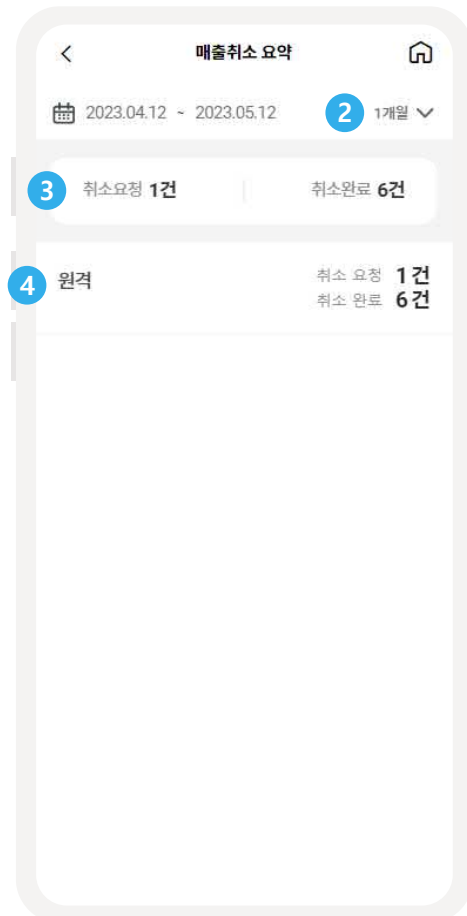 매출취소 요약
2023.04.12 ~ 2023.05.12 2 1개월
3 취소요청 1건 취소완료 6건
4 원격 취소 요청 1건
취소 완료 6건